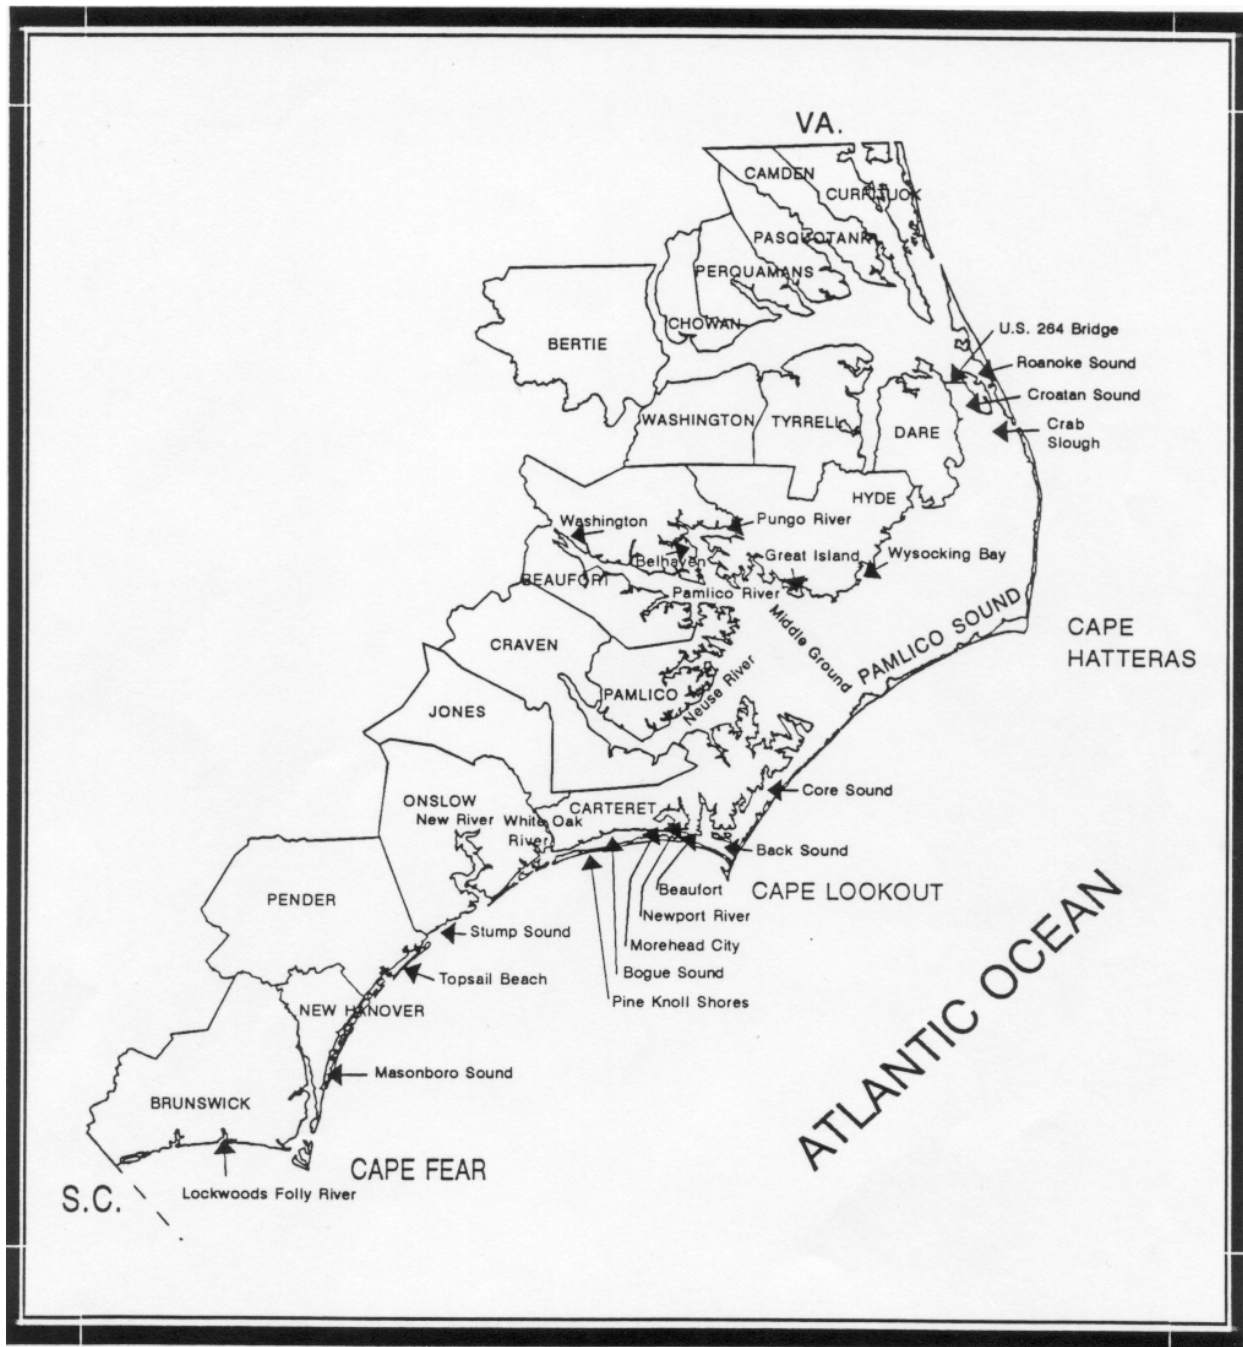 VA.
CAMDEN
CURRITUCK
PASQUOTANK
PERQUAMANS
CHOWAN
BERTIE
U.S. 264 Bridge
Roanoke Sound
Croatan Sound
Crab
Slough
WASHINGTON
TYRRELL
DARE
HYDE
Washington
Pungo River
Belhaven
Great Island
Wysocking Bay
BEAUFORT
Pamlico River
Middle Ground
PAMLICO SOUND
CAPE
HATTERAS
CRAVEN
PAMLICO
Neuse River
JONES
ONSLOW
New River
White Oak
River
CARTERET
Core Sound
Back Sound
Beaufort
CAPE LOOKOUT
Newport River
Morehead City
Bogue Sound
Pine Knoll Shores
PENDER
Stump Sound
Topsail Beach
NEW HANOVER
Masonboro Sound
BRUNSWICK
CAPE FEAR
Lockwoods Folly River
S.C.
ATLANTIC OCEAN